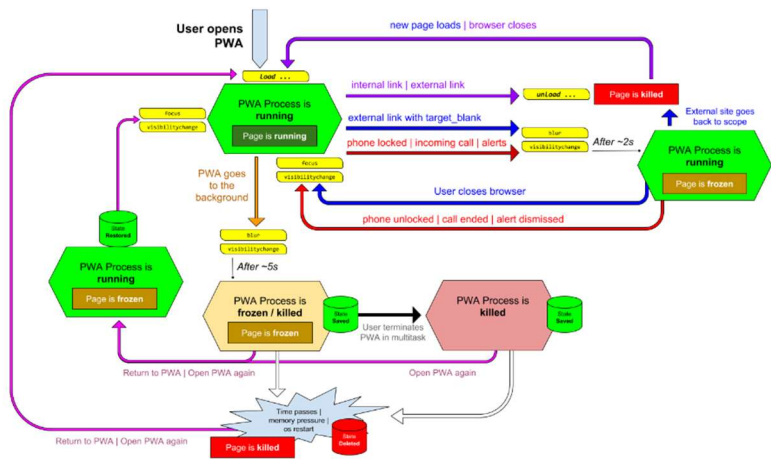 new page loads | browser closes
User opens
PWA
load ...
internal link | external link
unload ...
Page is killed
PWA Process is
running
Page is running
focus
visibilitychange
external link with target_blank
blur
visibilitychange
After ~2s
External site goes
back to scope
phone locked | incoming call | alerts
PWA Process is
running
Page is frozen
focus
visibilitychange
PWA goes
to the
background
User closes browser
phone unlocked | call ended | alert dismissed
State
Restored
blur
visibilitychange
After ~5s
PWA Process is
running
Page is frozen
PWA Process is
frozen / killed
Page is frozen
State
Saved
User terminates
PWA in multitask
PWA Process is
killed
State
Saved
Return to PWA | Open PWA again
Open PWA again
Time passes |
memory pressure |
os restart
State
Deleted
Return to PWA | Open PWA again
Page is killed